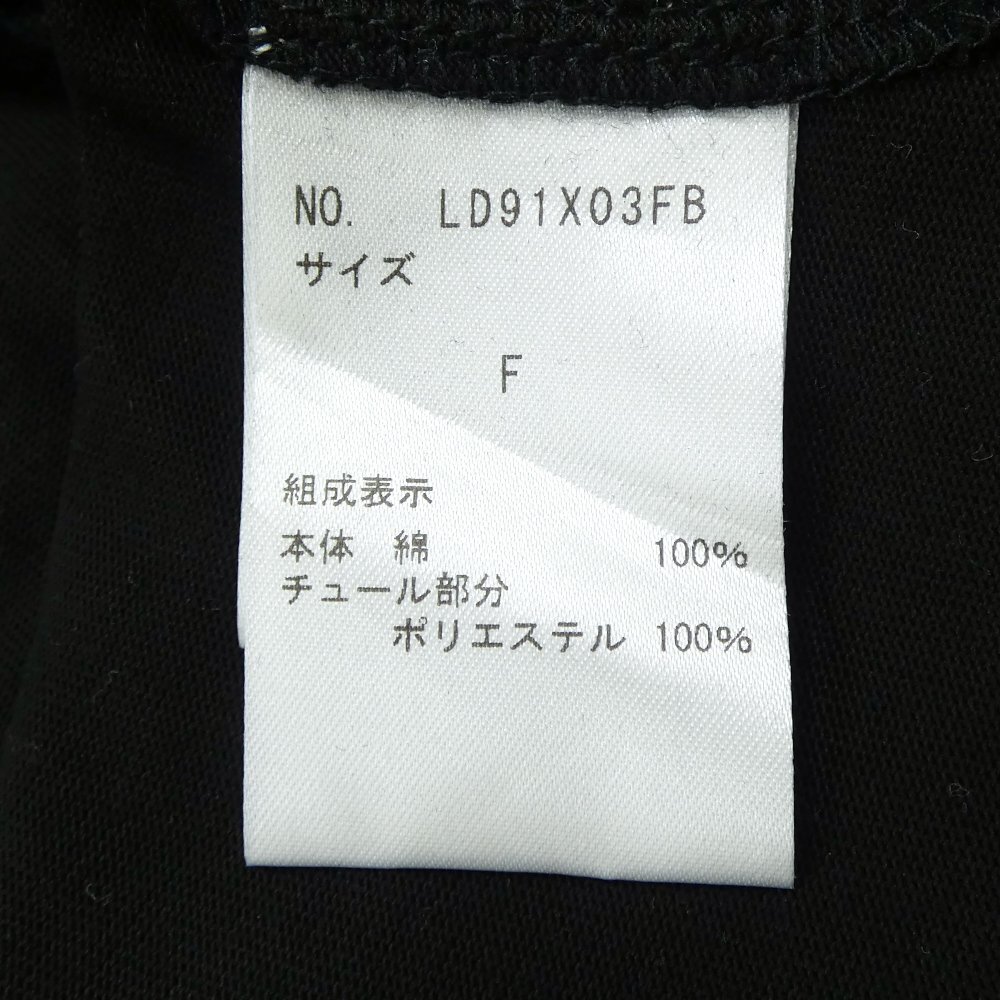 NO. LD91X03FB
サイズ
F
組成表示
本体 綿 100%
チュール部分
ポリエステル 100%